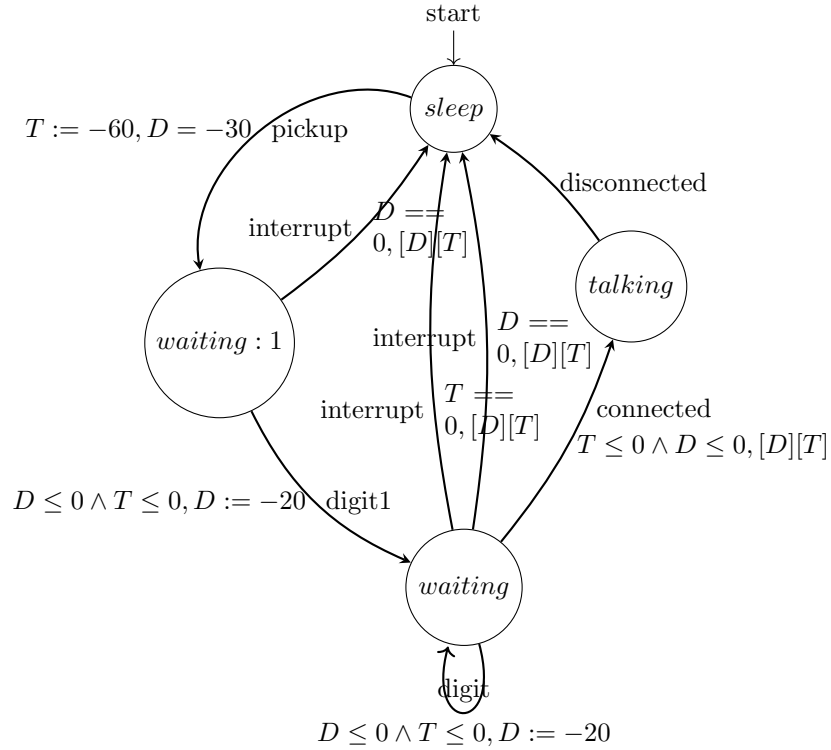 start
sleep
T := −60, D = −30
pickup
disconnected
interrupt
D ==
0, [D][T]
talking
waiting : 1
interrupt
D ==
0, [D][T]
interrupt
T ==
0, [D][T]
connected
T ≤ 0 ∧ D ≤ 0, [D][T]
D ≤ 0 ∧ T ≤ 0, D := −20
digit1
waiting
digit
D ≤ 0 ∧ T ≤ 0, D := −20